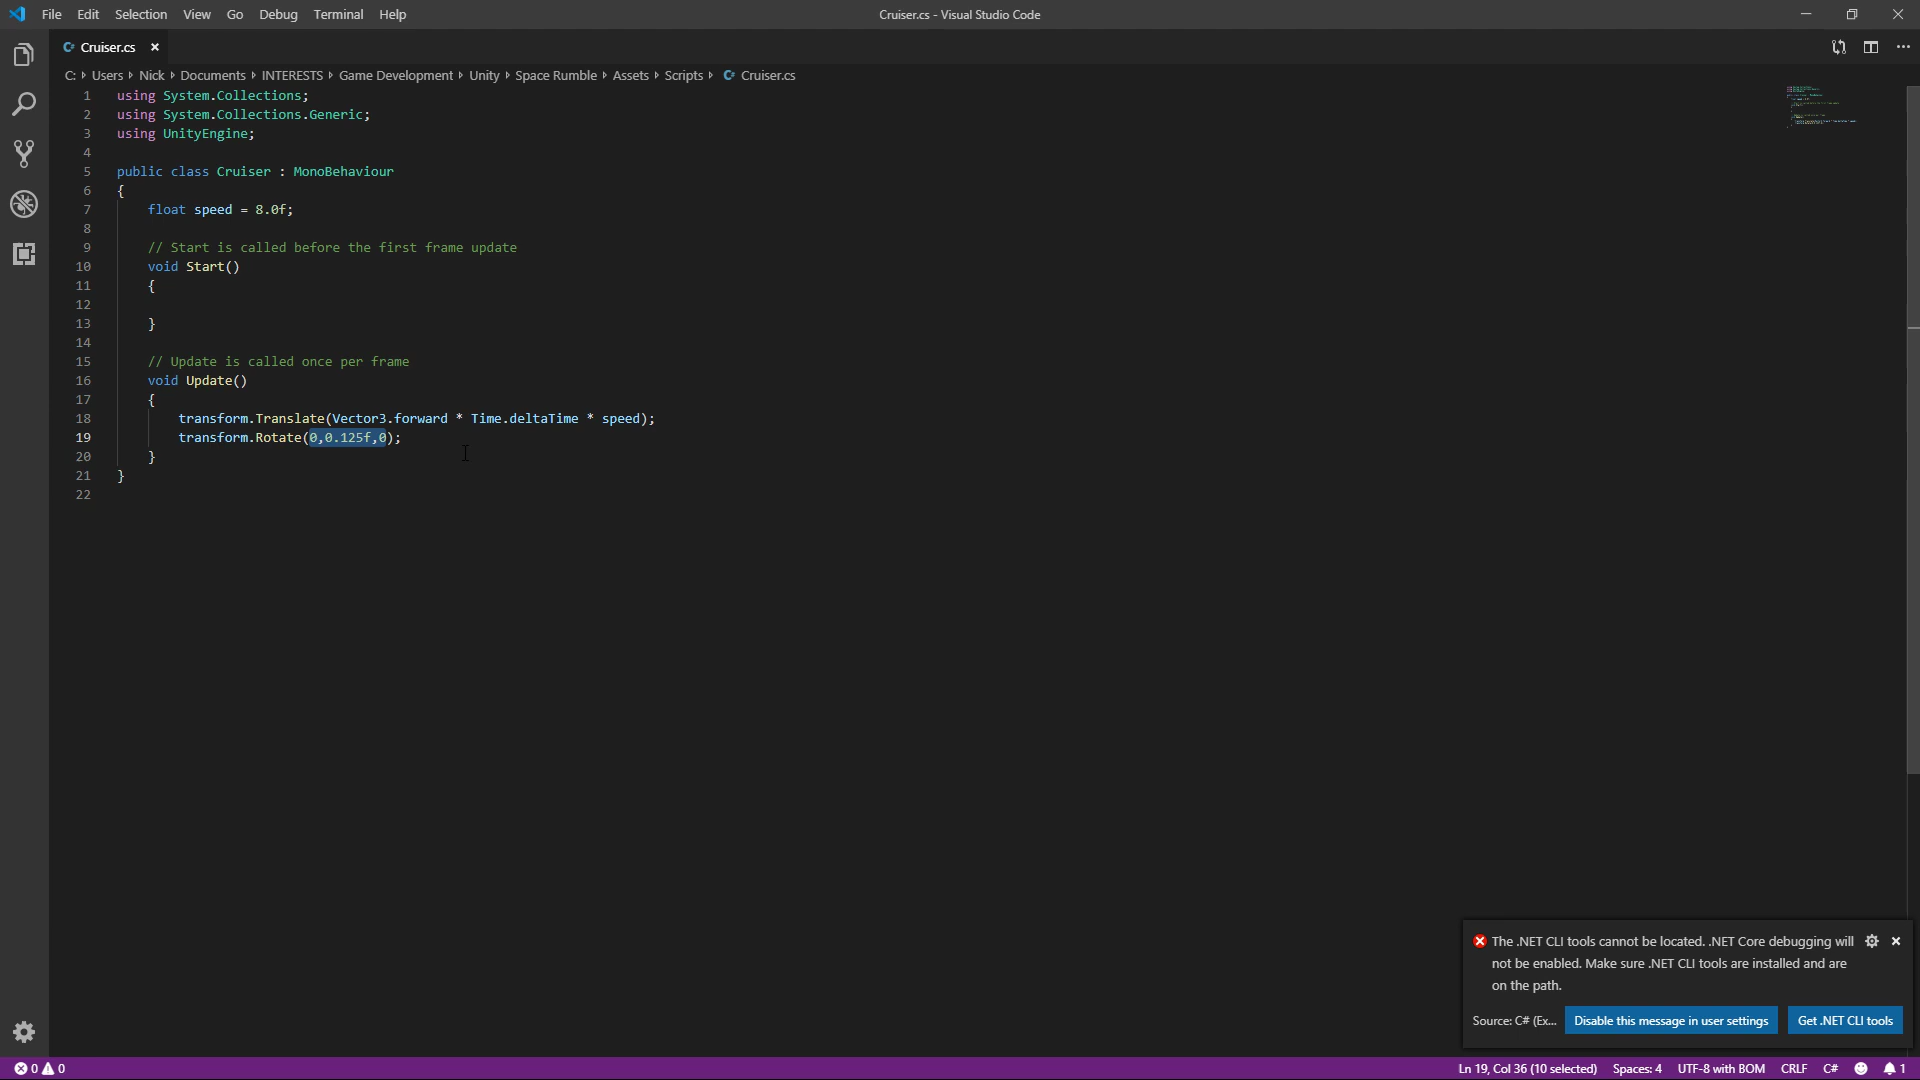 File Edit Selection View Go Debug Terminal Help
Cruiser.cs - Visual Studio Code
Cruiser.cs
C: Users Nick Documents INTERESTS Game Development Unity Space Rumble Assets Scripts Cruiser.cs
1 using System.Collections;
2 using System.Collections.Generic;
3 using UnityEngine;
4
5 public class Cruiser : MonoBehaviour
6 {
7 float speed = 8.0f;
8
9 // Start is called before the first frame update
10 void Start()
11 {
12
13 }
14
15 // Update is called once per frame
16 void Update()
17 {
18 transform.Translate(Vector3.forward * Time.deltaTime * speed);
19 transform.Rotate(0,0.125f,0);
20 }
21 }
22
The .NET CLI tools cannot be located. .NET Core debugging will
not be enabled. Make sure .NET CLI tools are installed and are
on the path.
Source: C# (Ex... Disable this message in user settings Get .NET CLI tools
0 0 Ln 19, Col 36 (10 selected) Spaces: 4 UTF-8 with BOM CRLF C# 1